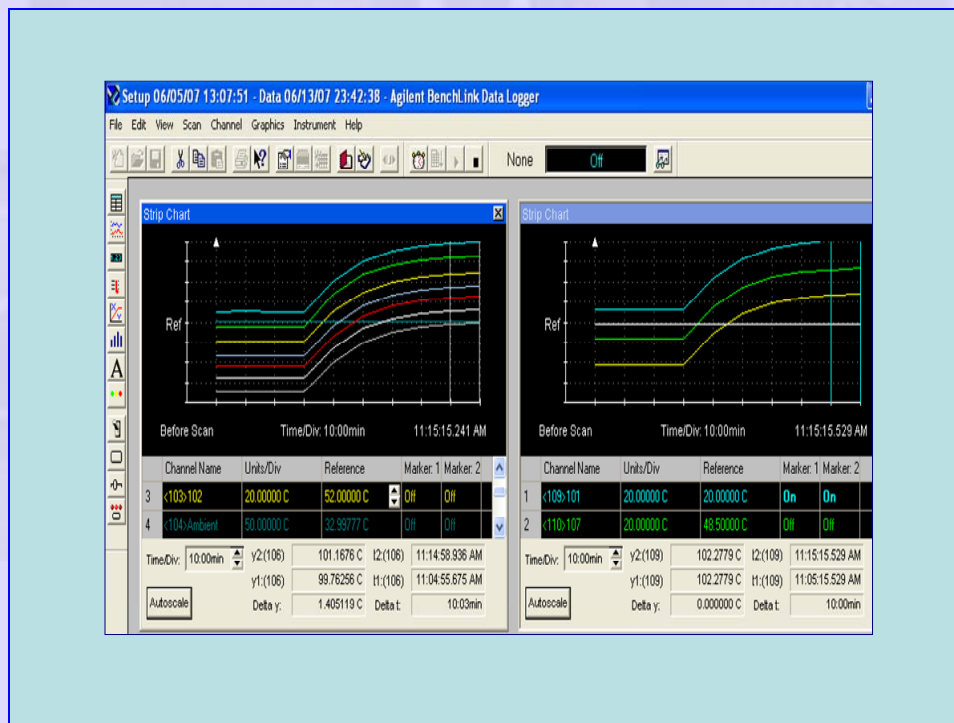 Setup 06/05/07 13:07:51 - Data 06/13/07 23:42:38 - Agilent BenchLink Data Logger
File Edit View Scan Channel Graphics Instrument Help
None Off
Strip Chart
Ref
Before Scan Time/Div: 10:00min 11:15:15.241 AM
Channel Name Units/Div Reference Marker: 1 Marker: 2
3 <103>102 20.00000 C 52.00000 C Off Off
4 <104>Ambient 50.00000 C 32.99777 C Off Off
Time/Div: 10:00min y2:(106) 101.1676 C t2:(106) 11:14:58.936 AM
y1:(106) 99.76256 C t1:(106) 11:04:55.675 AM
Autoscale Delta y: 1.405119 C Delta t: 10:03min
Strip Chart
Ref
Before Scan Time/Div: 10:00min 11:15:15.529 AM
Channel Name Units/Div Reference Marker: 1 Marker: 2
1 <109>101 20.00000 C 20.00000 C On On
2 <110>107 20.00000 C 48.50000 C Off Off
Time/Div: 10:00min y2:(109) 102.2779 C t2:(109) 11:15:15.529 AM
y1:(109) 102.2779 C t1:(109) 11:05:15.529 AM
Autoscale Delta y: 0.000000 C Delta t: 10:00min